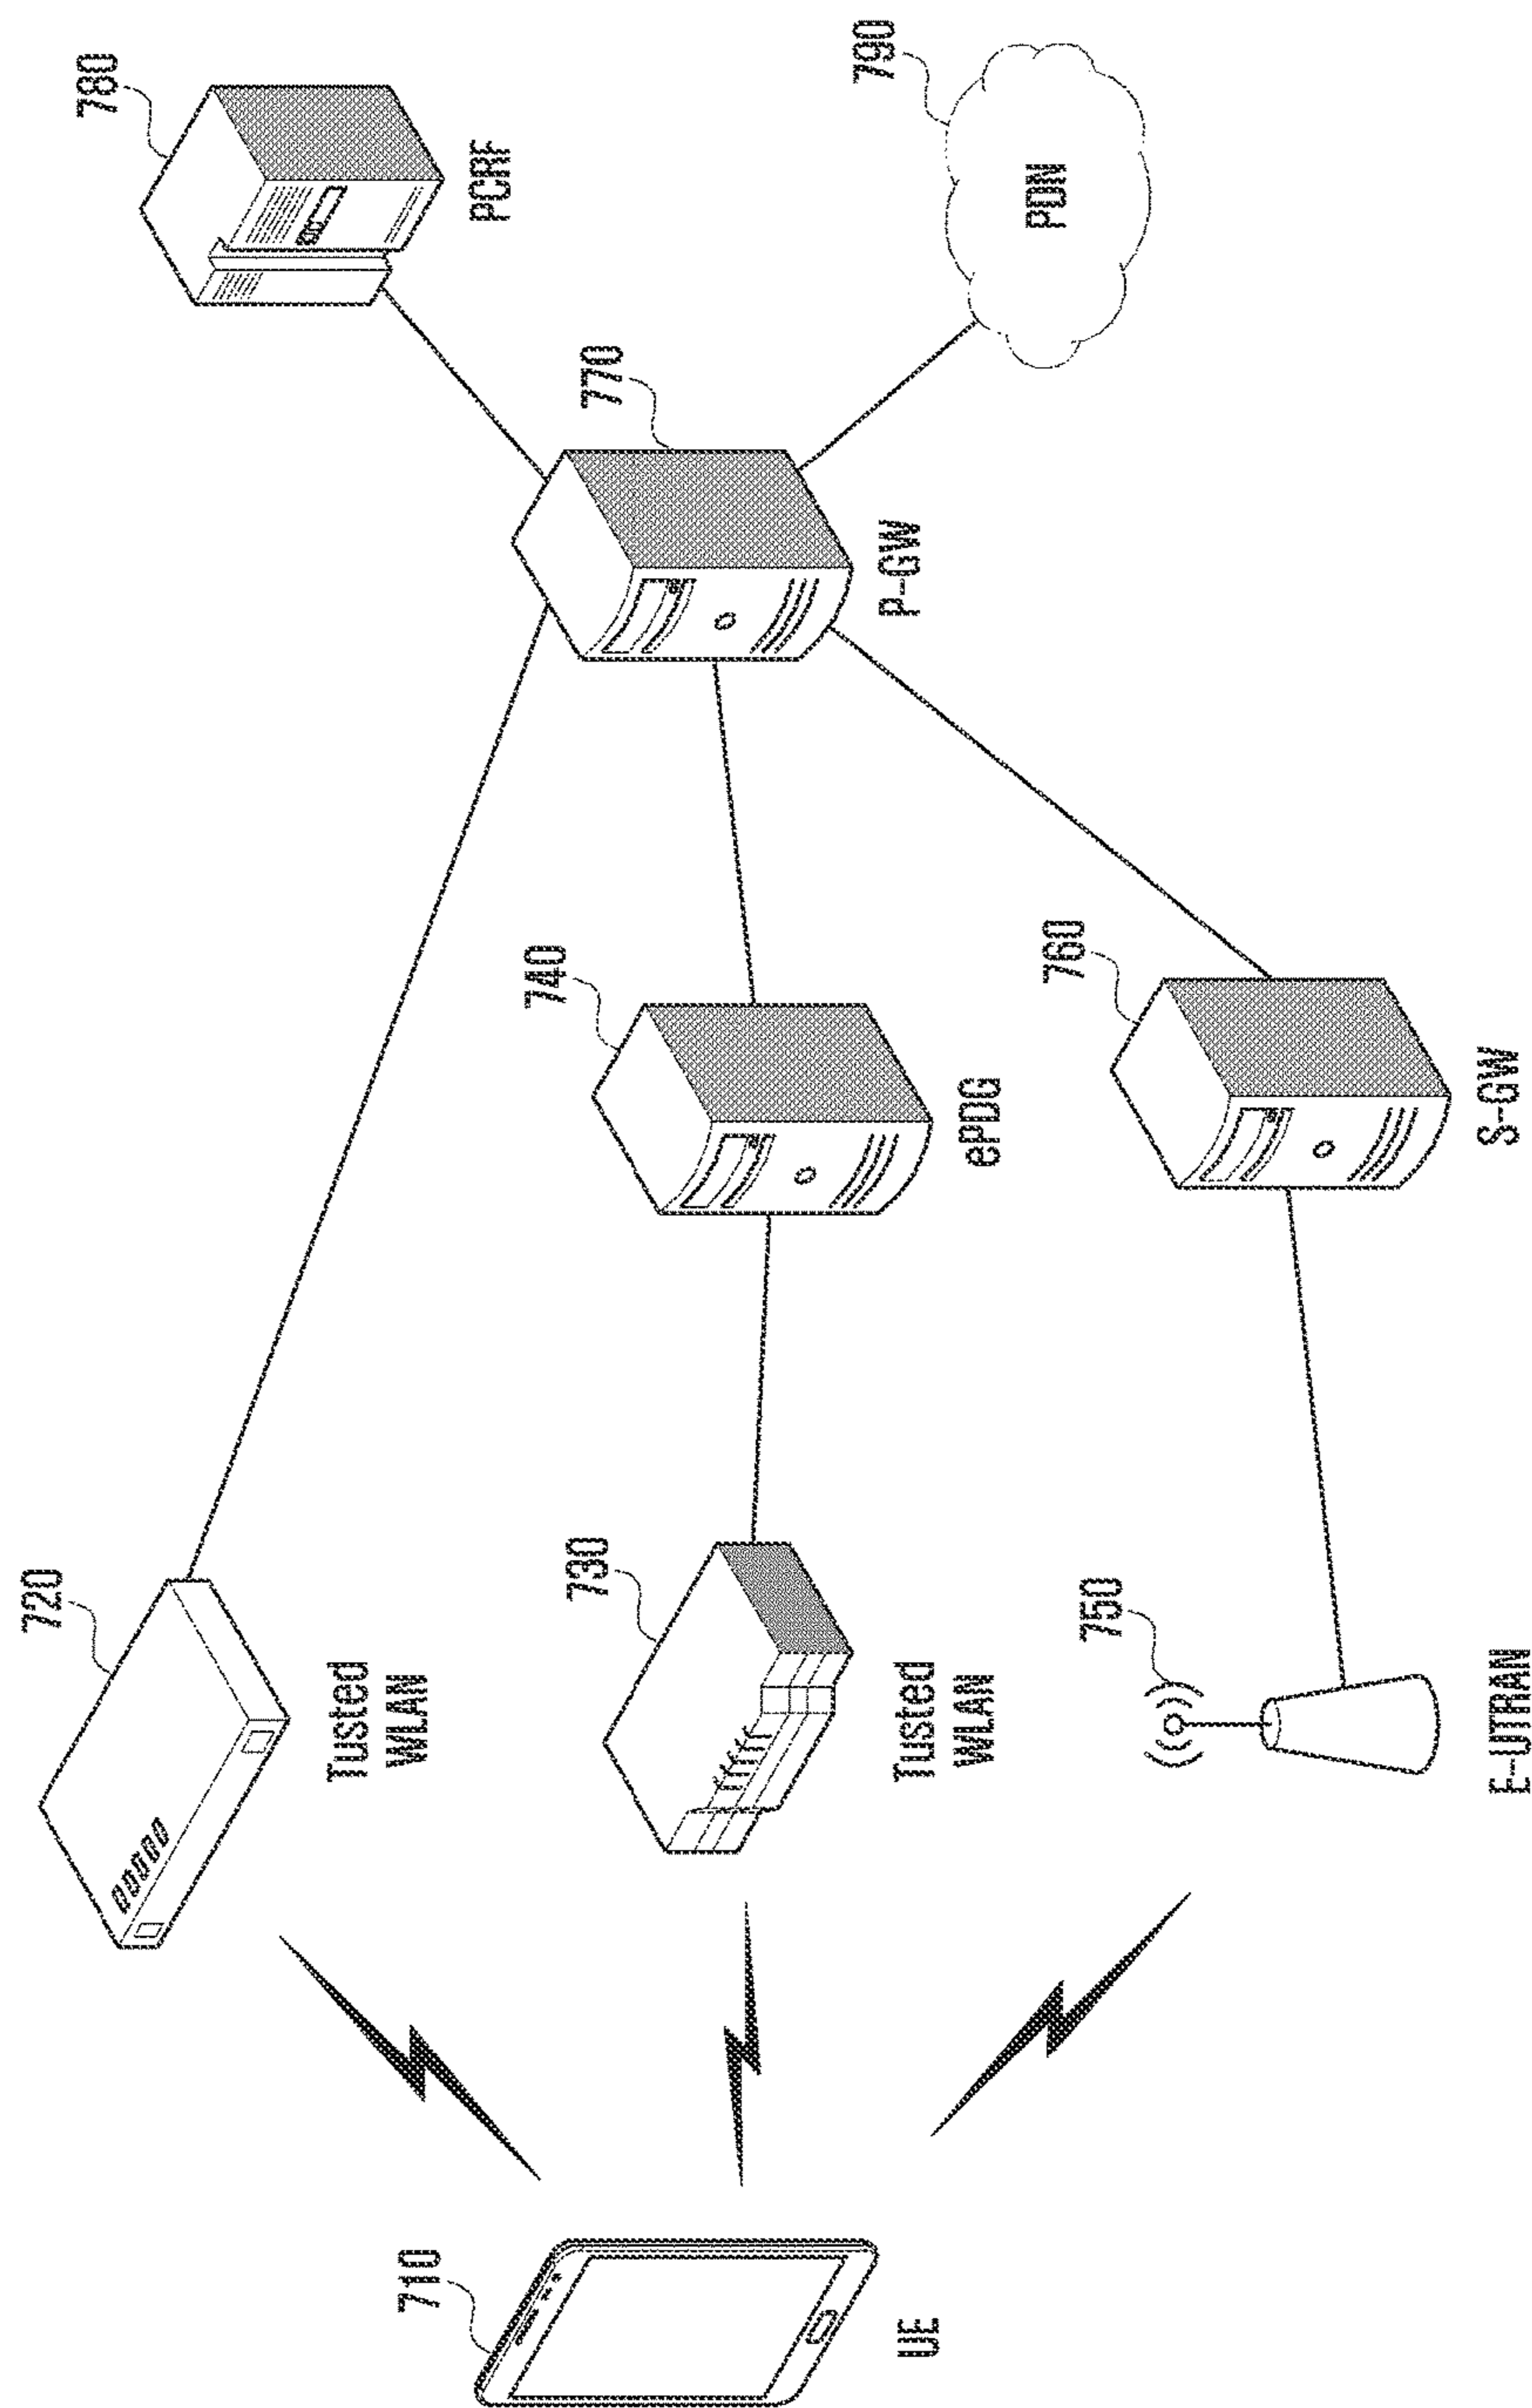 710
UE
720
Tusted
WLAN
730
Tusted
WLAN
750
E-UTRAN
740
ePDG
760
S-GW
770
P-GW
780
PCRF
790
PDN